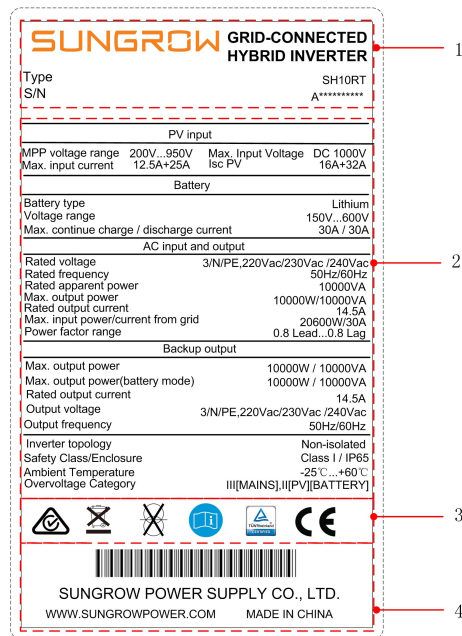 SUNGROW GRID-CONNECTED
HYBRID INVERTER
1
Type SH10RT
S/N A**********
PV input
MPP voltage range 200V...950V Max. Input Voltage DC 1000V
Max. input current 12.5A+25A Isc PV 16A+32A
Battery
Battery type Lithium
Voltage range 150V...600V
Max. continue charge / discharge current 30A / 30A
AC input and output
Rated voltage 3/N/PE,220Vac/230Vac /240Vac
2
Rated frequency 50Hz/60Hz
Rated apparent power 10000VA
Max. output power 10000W/10000VA
Rated output current 14.5A
Max. input power/current from grid 20600W/30A
Power factor range 0.8 Lead...0.8 Lag
Backup output
Max. output power 10000W / 10000VA
Max. output power(battery mode) 10000W / 10000VA
Rated output current 14.5A
Output voltage 3/N/PE,220Vac/230Vac /240Vac
Output frequency 50Hz/60Hz
Inverter topology Non-isolated
Safety Class/Enclosure Class I / IP65
Ambient Temperature -25℃...+60℃
Overvoltage Category III[MAINS],II[PV][BATTERY]
TÜVRheinland
CERTIFIED
CE
3
SUNGROW POWER SUPPLY CO., LTD.
WWW.SUNGROWPOWER.COM MADE IN CHINA
4